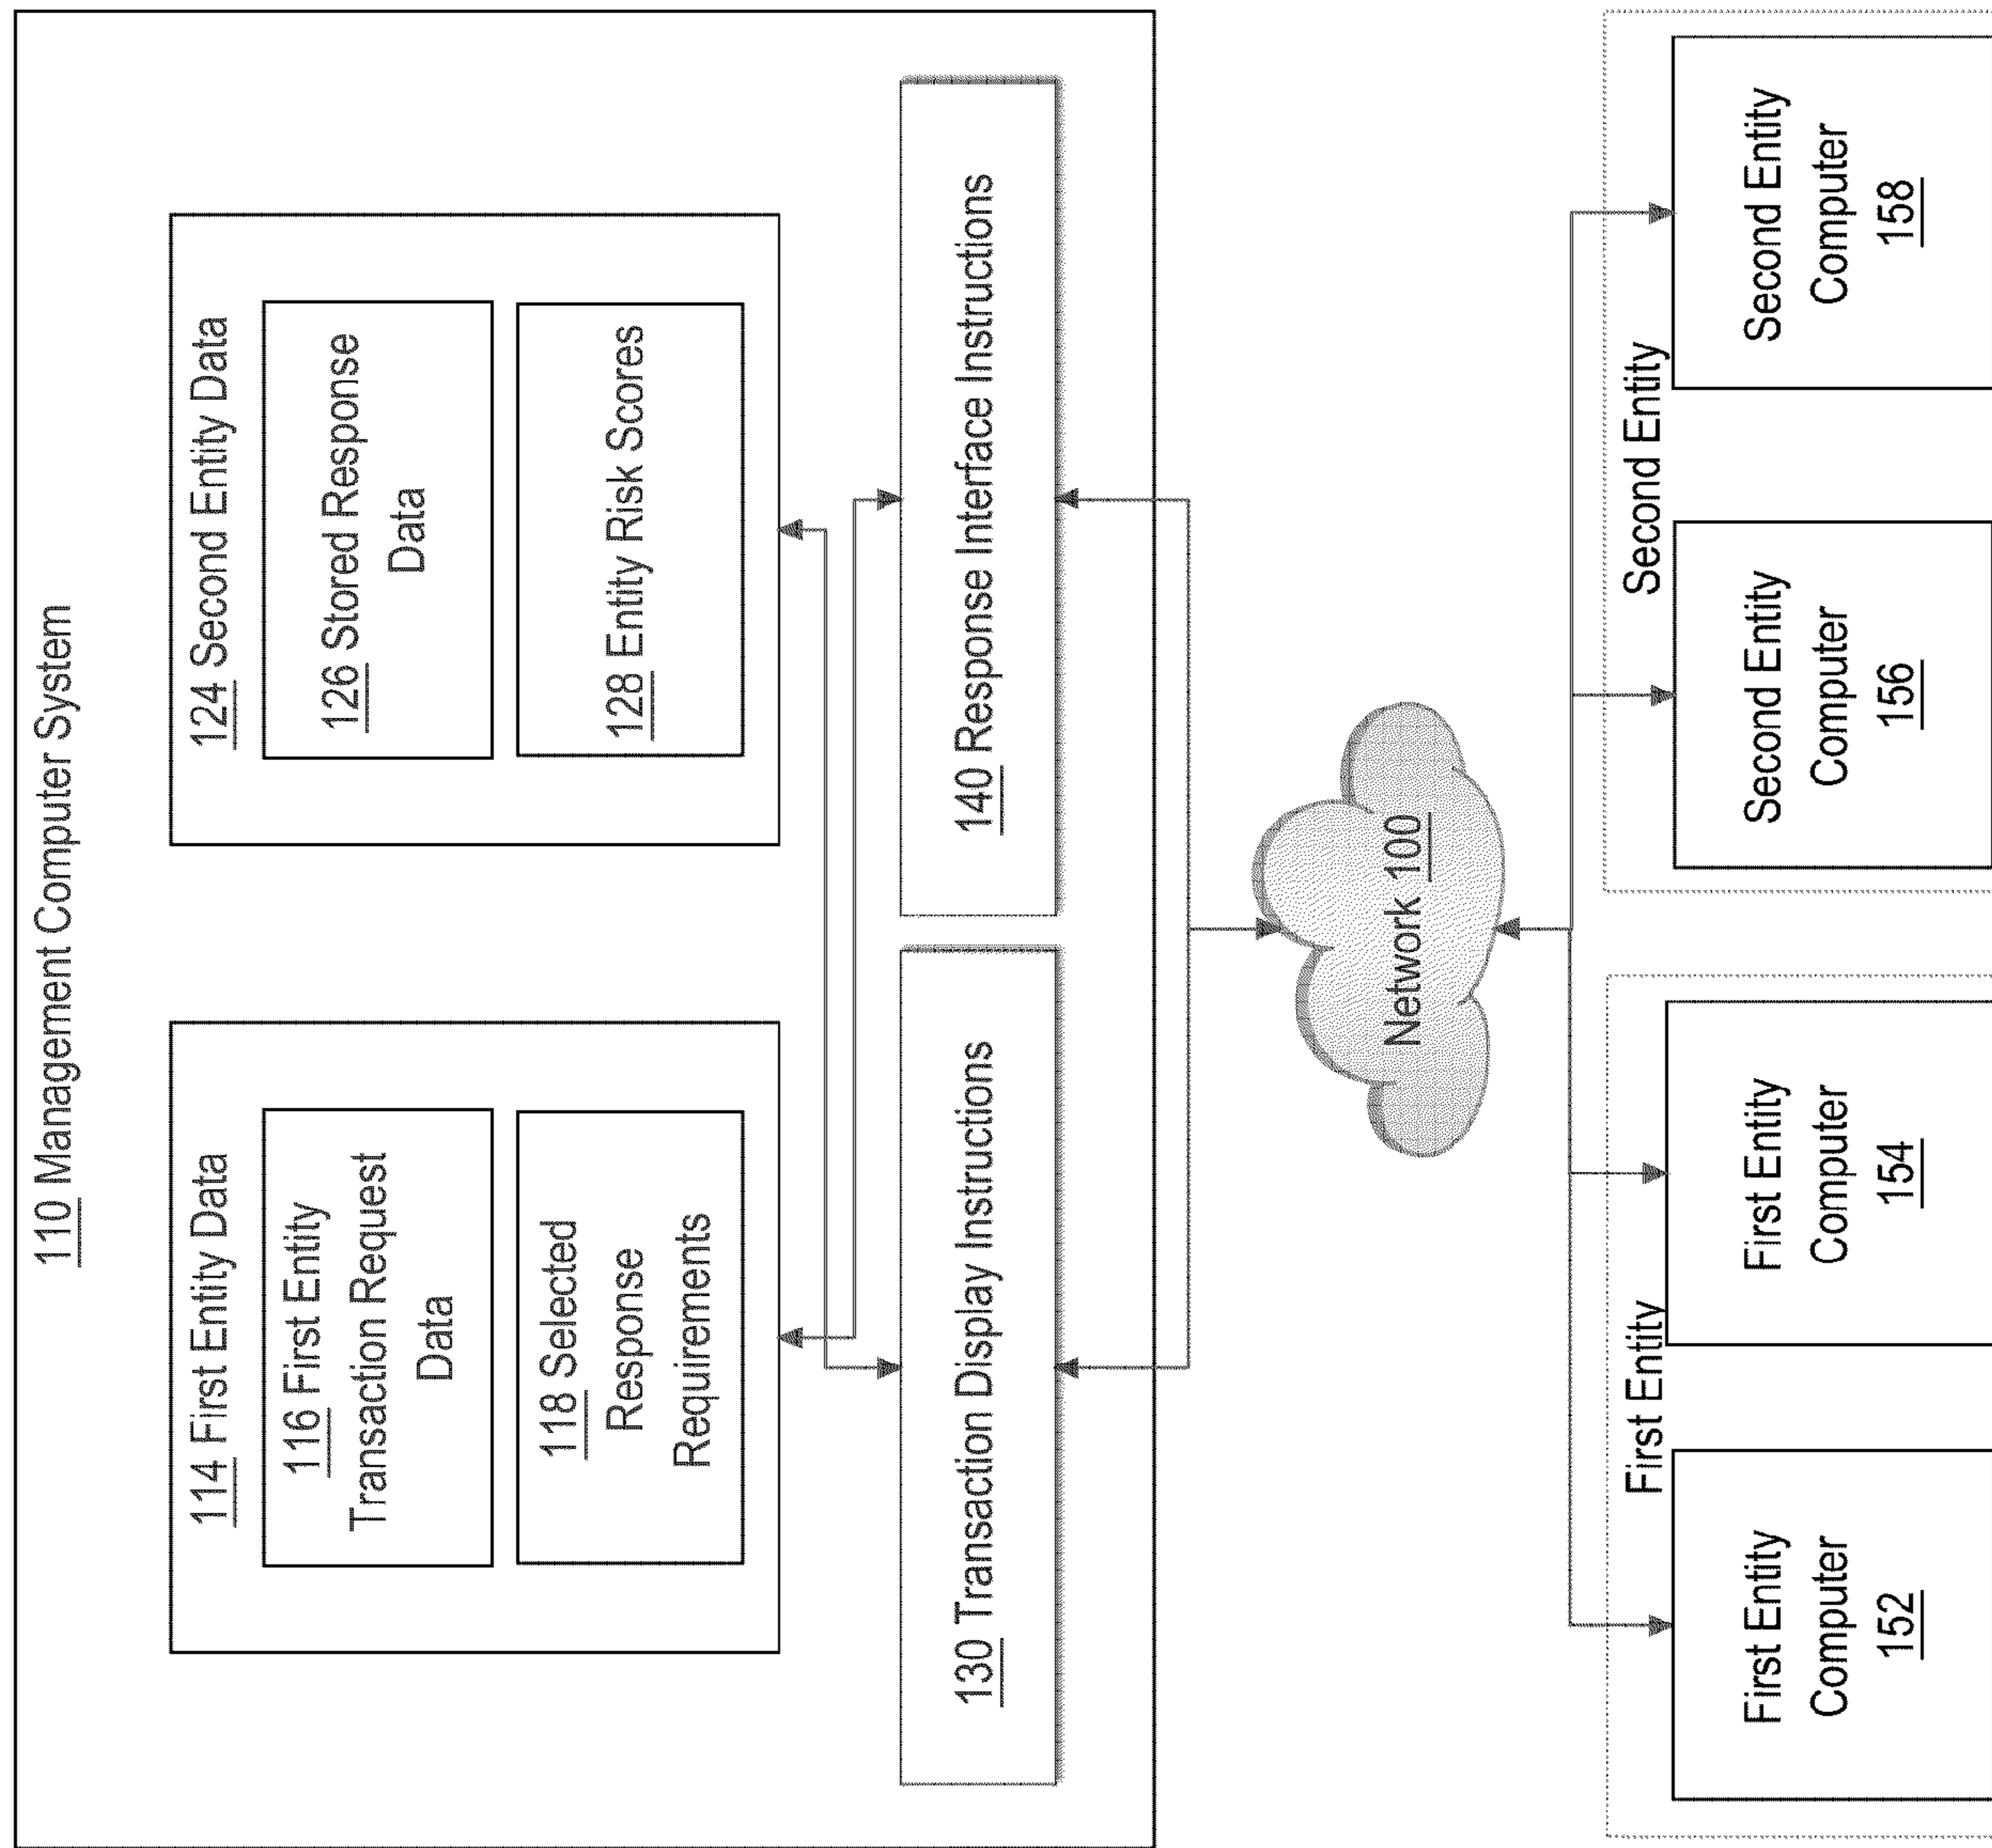 110 Management Computer System
114 First Entity Data
116 First Entity
Transaction Request
Data
118 Selected
Response
Requirements
124 Second Entity Data
126 Stored Response
Data
128 Entity Risk Scores
130 Transaction Display Instructions
140 Response Interface Instructions
Network 100
First Entity
First Entity
Computer
152
First Entity
Computer
154
Second Entity
Second Entity
Computer
156
Second Entity
Computer
158